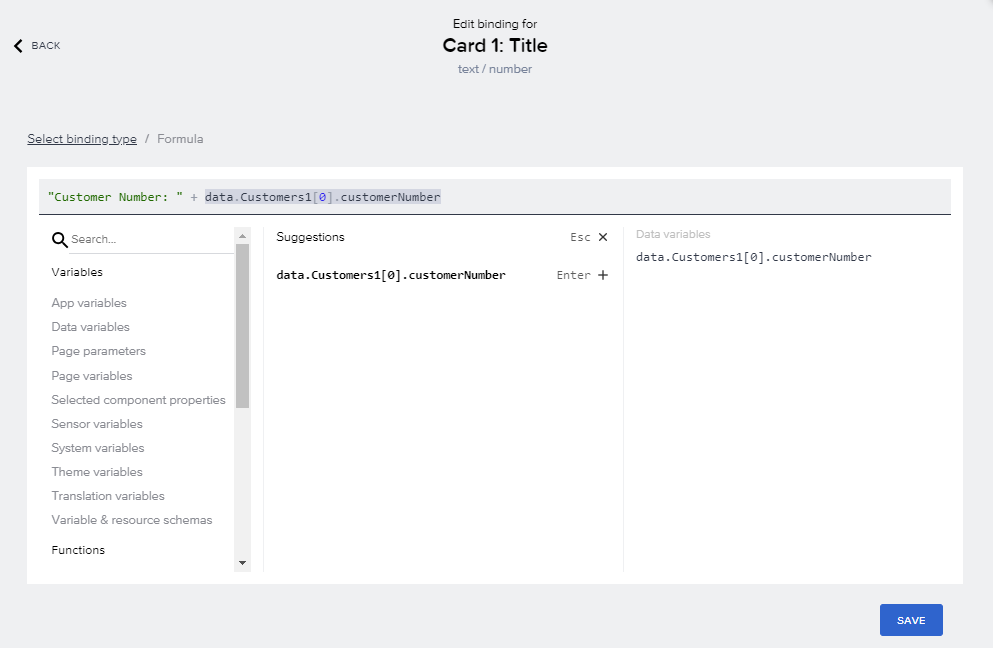 Edit binding for
BACK
Card 1: Title
text / number
Select binding type / Formula
"Customer Number: " + data.Customers1[0].customerNumber
Search...
Variables
App variables
Data variables
Page parameters
Page variables
Selected component properties
Sensor variables
System variables
Theme variables
Translation variables
Variable & resource schemas
Functions
Suggestions Esc ×
data.Customers1[0].customerNumber Enter +
Data variables
data.Customers1[0].customerNumber
SAVE